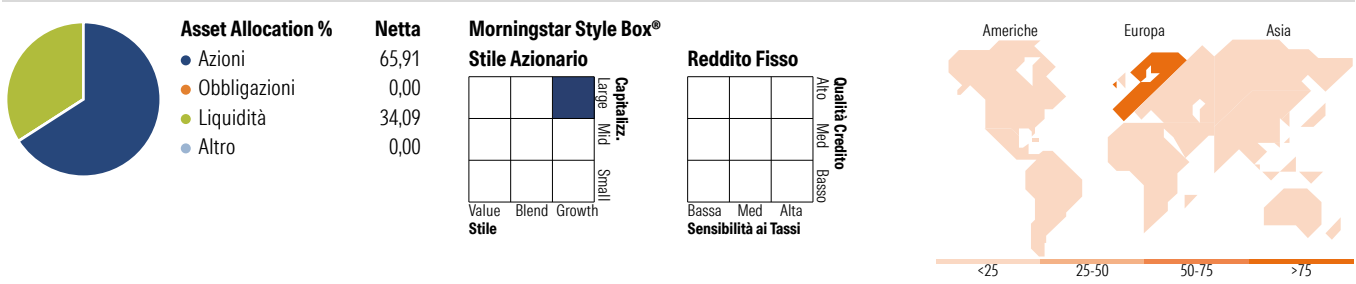 Asset Allocation % Netta
Azioni 65,91
Obbligazioni 0,00
Liquidità 34,09
Altro 0,00
Morningstar Style Box®
Stile Azionario
Large
Mid
Small
Capitalizz.
Value Blend Growth
Stile
Reddito Fisso
Alto
Med
Basso
Qualità Credito
Bassa Med Alta
Sensibilità ai Tassi
Americhe Europa Asia
<25 25-50 50-75 >75